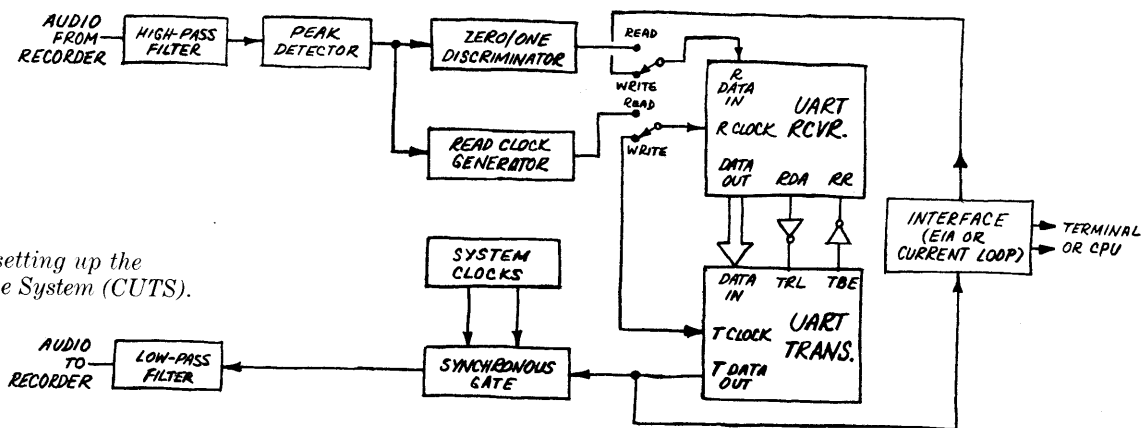 AUDIO
FROM
RECORDER
HIGH-PASS
FILTER
PEAK
DETECTOR
ZERO/ONE
DISCRIMINATOR
READ
WRITE
READ CLOCK
GENERATOR
READ
WRITE
R
DATA
IN
UART
RCVR.
R CLOCK
DATA
OUT
RDA
RR
INTERFACE
(EIA OR
CURRENT LOOP)
TERMINAL
OR CPU
setting up the
e System (CUTS).
SYSTEM
CLOCKS
DATA
IN
TRL
TBE
T CLOCK
UART
TRANS.
T DATA
OUT
AUDIO
TO
RECORDER
LOW-PASS
FILTER
SYNCHRONOUS
GATE